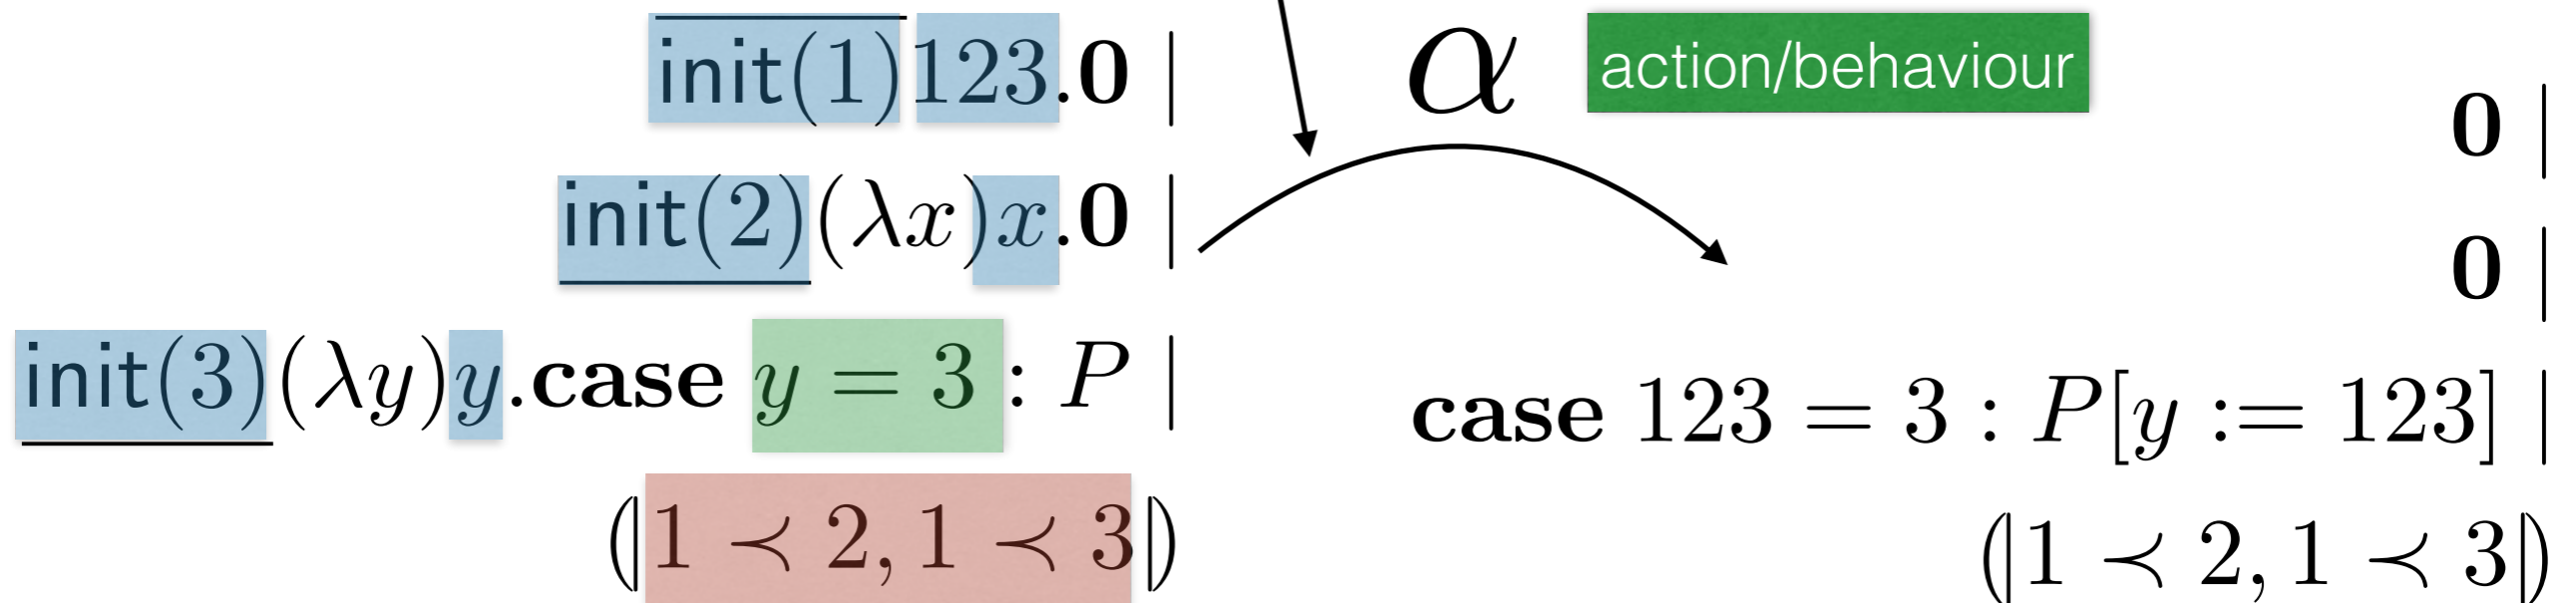 init(1) 123.0 |
init(2)(λx)x.0 |
init(3)(λy)y.case y = 3 : P |
(|1 ≺ 2, 1 ≺ 3|)
α
action/behaviour
0 |
0 |
case 123 = 3 : P[y := 123] |
(|1 ≺ 2, 1 ≺ 3|)